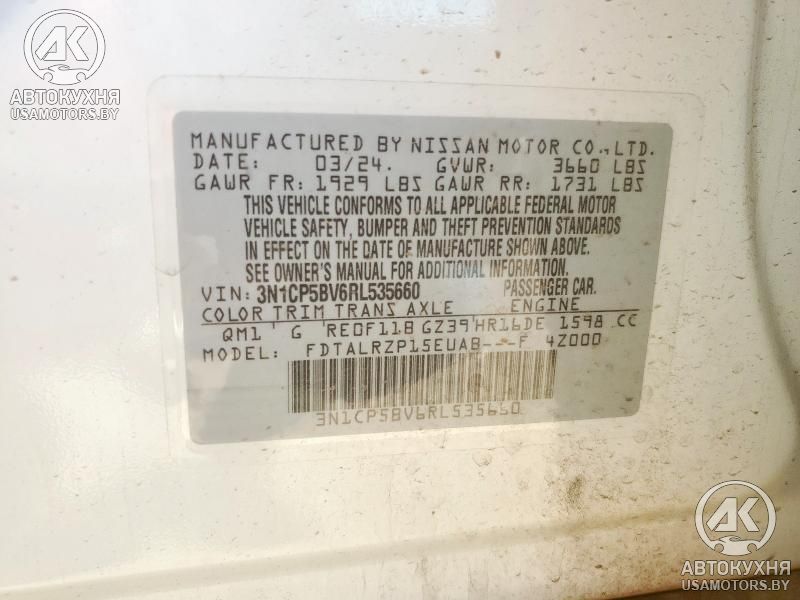 AK
АВТОКУХНЯ
USAMOTORS.BY
MANUFACTURED BY NISSAN MOTOR CO.,LTD.
DATE: 03/24. GVWR: 3660 LBS
GAWR FR: 1929 LBS GAWR RR: 1731 LBS
THIS VEHICLE CONFORMS TO ALL APPLICABLE FEDERAL MOTOR
VEHICLE SAFETY, BUMPER AND THEFT PREVENTION STANDARDS
IN EFFECT ON THE DATE OF MANUFACTURE SHOWN ABOVE.
SEE OWNER'S MANUAL FOR ADDITIONAL INFORMATION.
VIN: 3N1CP5BV6RL535660 PASSENGER CAR.
COLOR TRIM TRANS AXLE ENGINE
QM1 ' G ' RE0F11B GZ39 ' HR16DE 1598 CC
MODEL: FDTALRZP15EUAB---F 4Z000
3N1CP5BV6RL535660
AK
АВТОКУХНЯ
USAMOTORS.BY